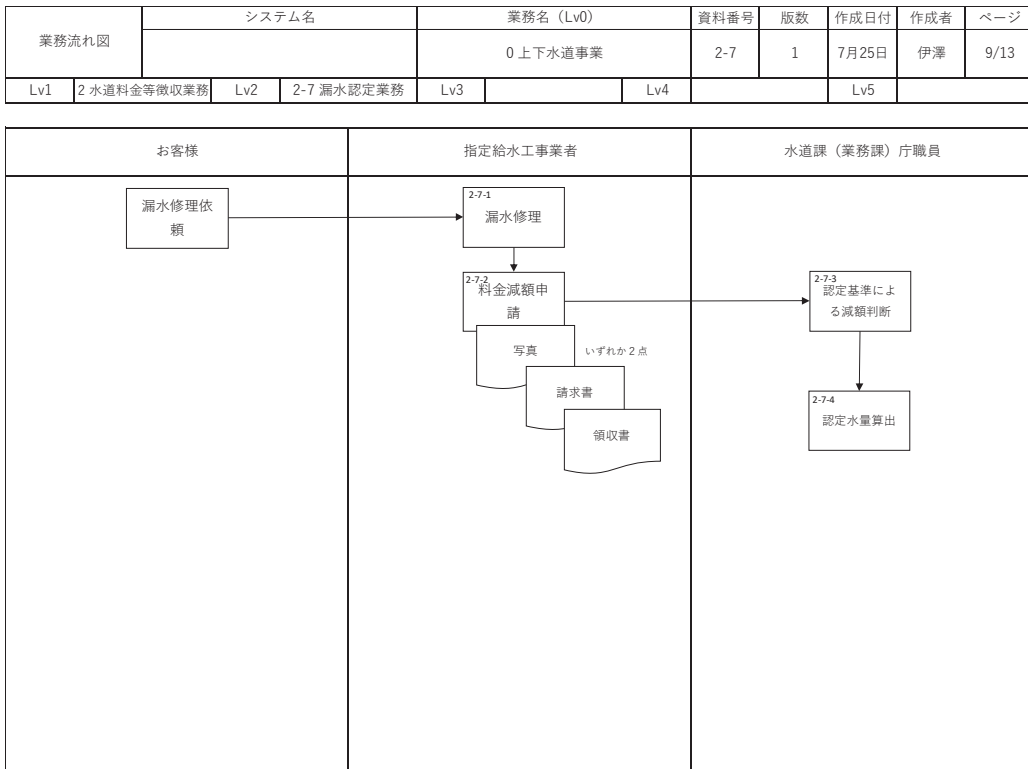 業務流れ図
システム名
業務名（Lv0）
資料番号
版数
作成日付
作成者
ページ
0 上下水道事業
2-7
1
7月25日
伊澤
9/13
Lv1
2 水道料金等徴収業務
Lv2
2-7 漏水認定業務
Lv3
Lv4
Lv5
お客様
指定給水工事業者
水道課（業務課）庁職員
漏水修理依
頼
2-7-1
漏水修理
2-7-2
料金減額申
請
写真
いずれか２点
請求書
領収書
2-7-3
認定基準によ
る減額判断
2-7-4
認定水量算出